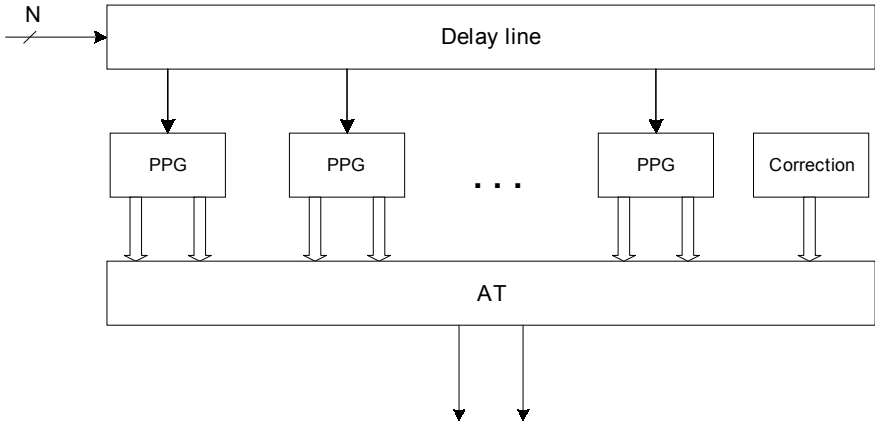 N
Delay line
PPG
PPG
. . .
PPG
Correction
AT